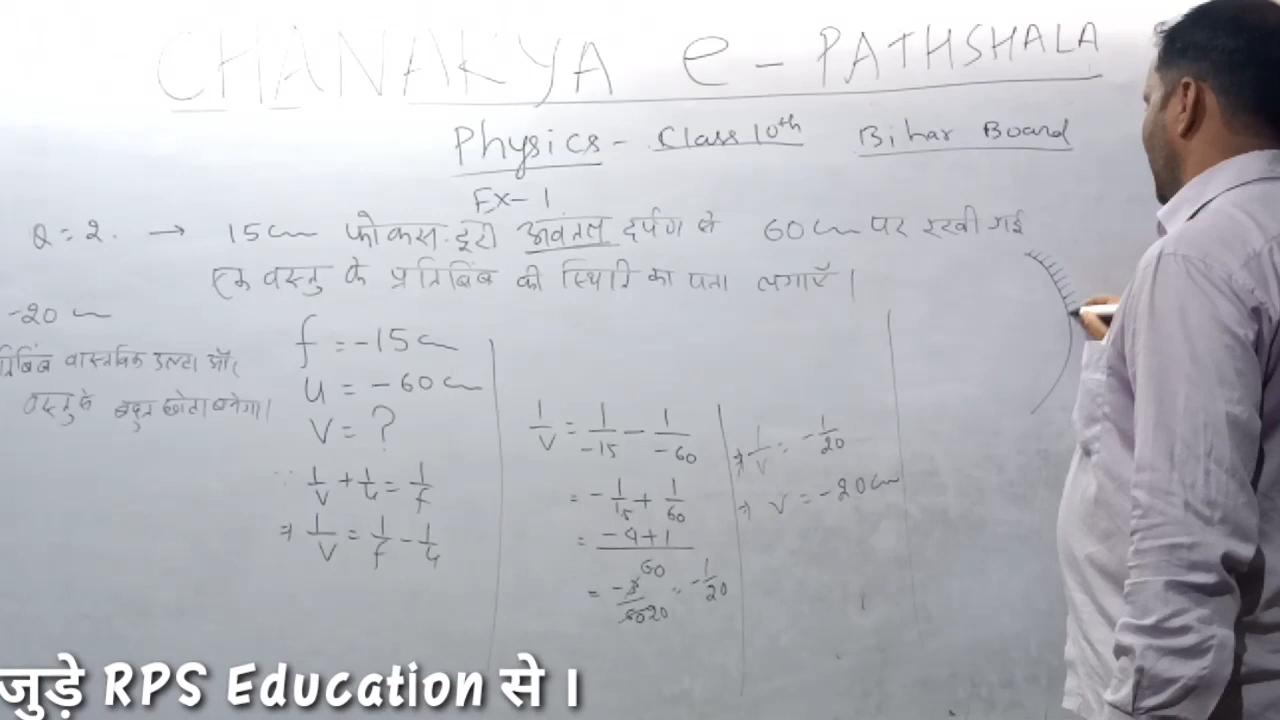 CHANAKYA e - PATHSHALA
Physics - Class 10th Bihar Board
Ex-1
Q = 2. → 15cm फोकस दूरी अवतल दर्पण से 60cm पर रखी गई
एक वस्तु के प्रतिबिंब की स्थिति का पता लगाएँ।
-20 cm
तिबिंब वास्तविक उल्टा और
वस्तु से बहुत छोटा बनेगा।
f = -15cm
u = -60cm
v = ?
∵ 1/v + 1/u = 1/f
⇒ 1/v = 1/f - 1/u
1/v = 1/-15 - 1/-60
= -1/15 + 1/60
= -4+1/60
= -3/60 20 = -1/20
⇒ 1/v = -1/20
⇒ v = -20cm
जुड़े RPS Education से ।